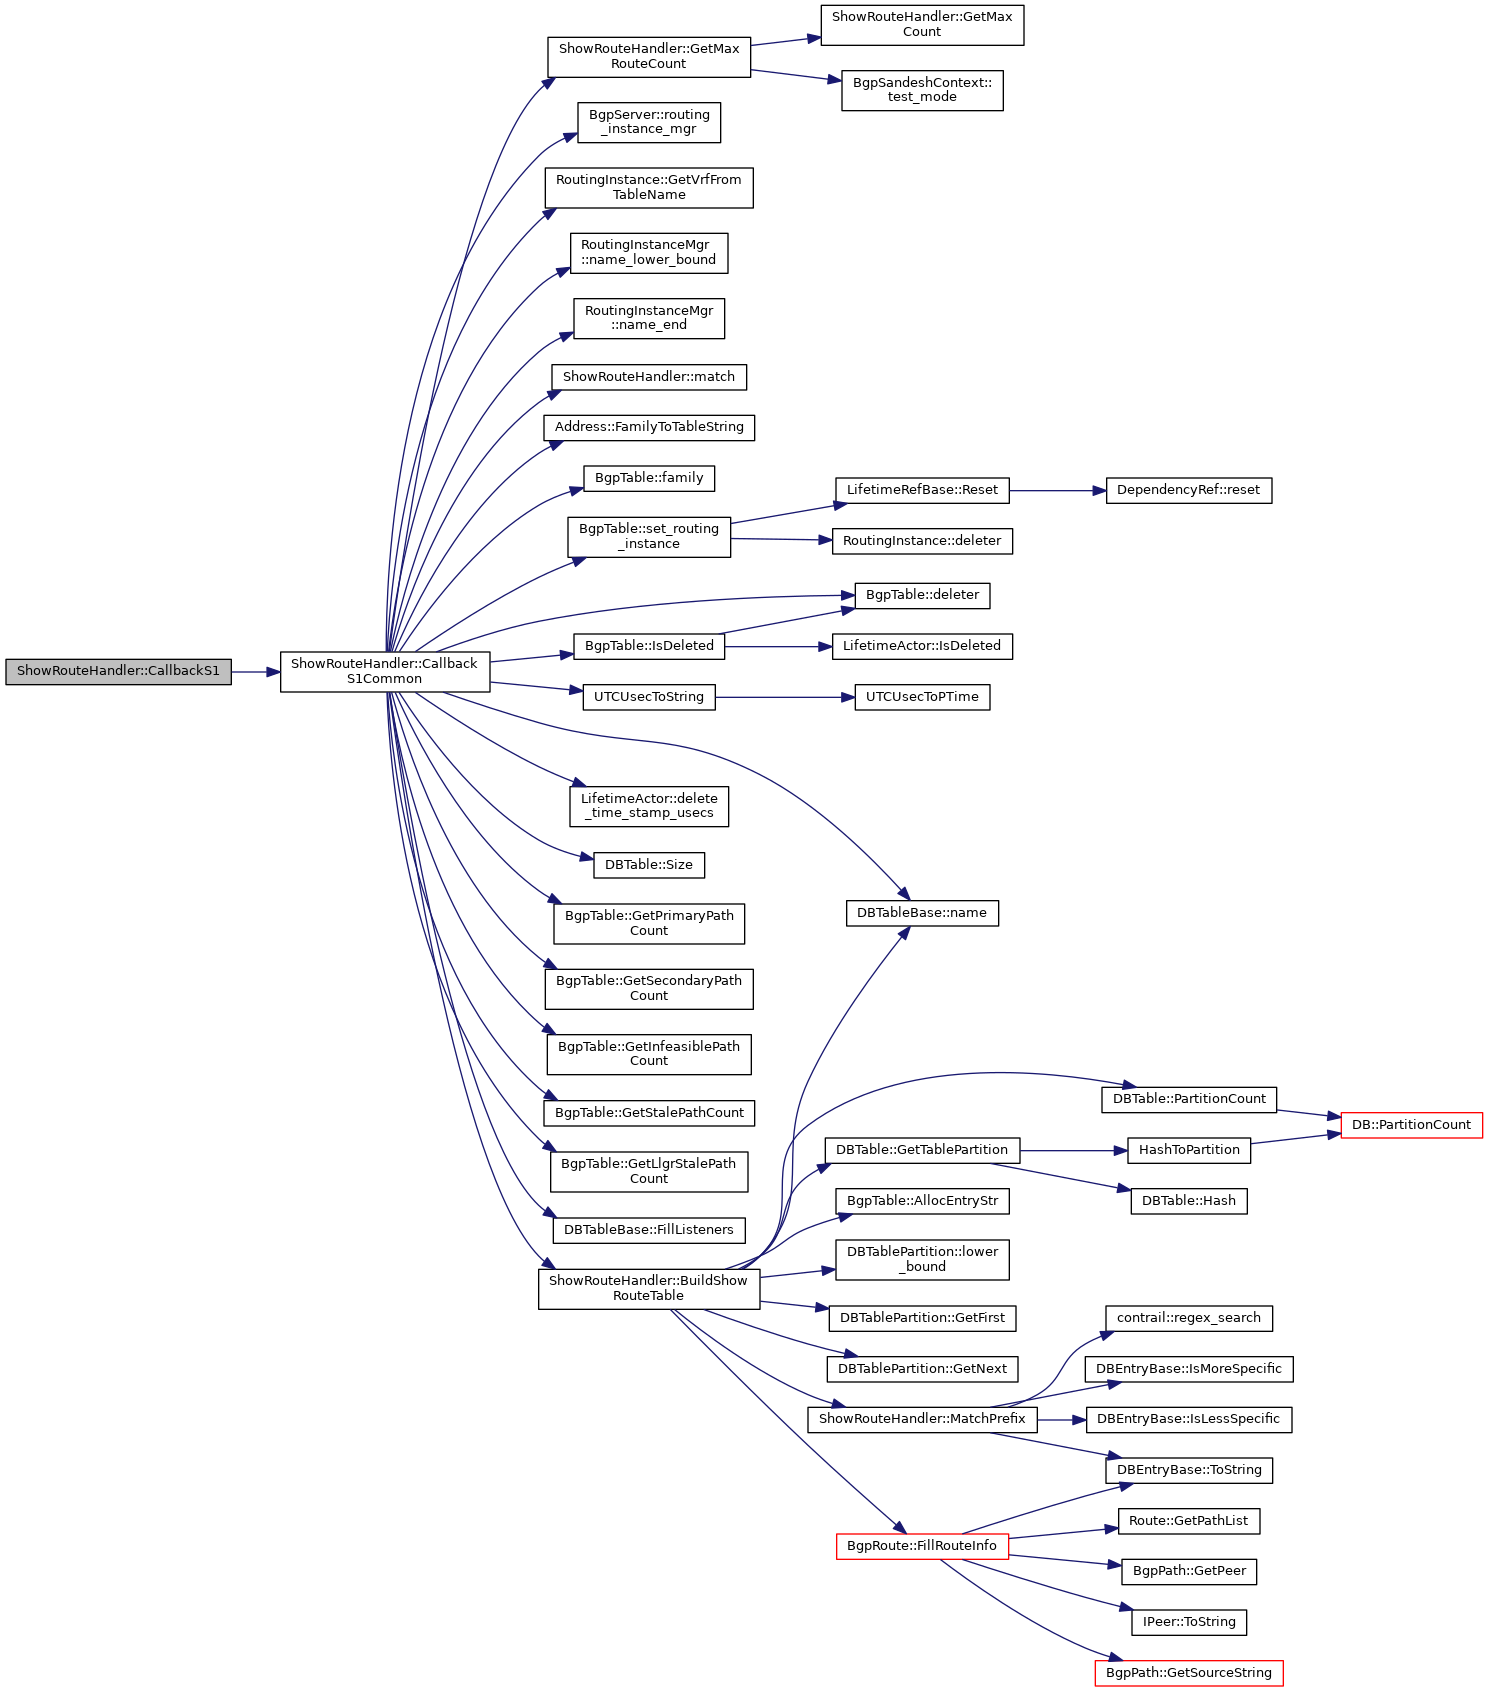 ShowRouteHandler::CallbackS1
ShowRouteHandler::Callback
S1Common
ShowRouteHandler::GetMax
RouteCount
ShowRouteHandler::GetMax
Count
BgpSandeshContext::
test_mode
BgpServer::routing
_instance_mgr
RoutingInstance::GetVrfFrom
TableName
RoutingInstanceMgr
::name_lower_bound
RoutingInstanceMgr
::name_end
ShowRouteHandler::match
Address::FamilyToTableString
BgpTable::family
BgpTable::set_routing
_instance
LifetimeRefBase::Reset
DependencyRef::reset
RoutingInstance::deleter
BgpTable::deleter
BgpTable::IsDeleted
LifetimeActor::IsDeleted
UTCUsecToString
UTCUsecToPTime
LifetimeActor::delete
_time_stamp_usecs
DBTable::Size
BgpTable::GetPrimaryPath
Count
DBTableBase::name
BgpTable::GetSecondaryPath
Count
BgpTable::GetInfeasiblePath
Count
BgpTable::GetStalePathCount
BgpTable::GetLlgrStalePath
Count
DBTableBase::FillListeners
ShowRouteHandler::BuildShow
RouteTable
DBTable::PartitionCount
DB::PartitionCount
DBTable::GetTablePartition
HashToPartition
DBTable::Hash
BgpTable::AllocEntryStr
DBTablePartition::lower
_bound
DBTablePartition::GetFirst
DBTablePartition::GetNext
ShowRouteHandler::MatchPrefix
contrail::regex_search
DBEntryBase::IsMoreSpecific
DBEntryBase::IsLessSpecific
DBEntryBase::ToString
BgpRoute::FillRouteInfo
Route::GetPathList
BgpPath::GetPeer
IPeer::ToString
BgpPath::GetSourceString